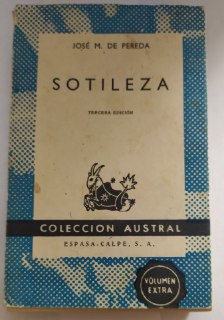 JOSÉ M. DE PEREDA
SOTILEZA
TERCERA EDICIÓN
COLECCION AUSTRAL
ESPASA-CALPE, S. A.
VOLUMEN
EXTRA